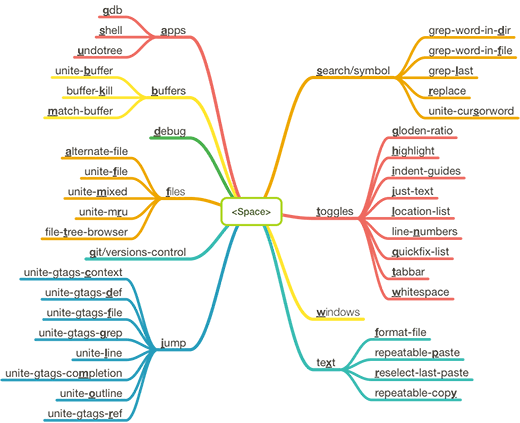 gdb
shell
undotree
apps
unite-buffer
buffer-kill
match-buffer
buffers
debug
alternate-file
unite-file
unite-mixed
unite-mru
file-tree-browser
files
git/versions-control
unite-gtags-context
unite-gtags-def
unite-gtags-file
unite-gtags-grep
unite-line
unite-gtags-completion
unite-outline
unite-gtags-ref
jump
<Space>
search/symbol
grep-word-in-dir
grep-word-in-file
grep-last
replace
unite-cursorword
toggles
gloden-ratio
highlight
indent-guides
just-text
location-list
line-numbers
quickfix-list
tabbar
whitespace
windows
text
format-file
repeatable-paste
reselect-last-paste
repeatable-copy